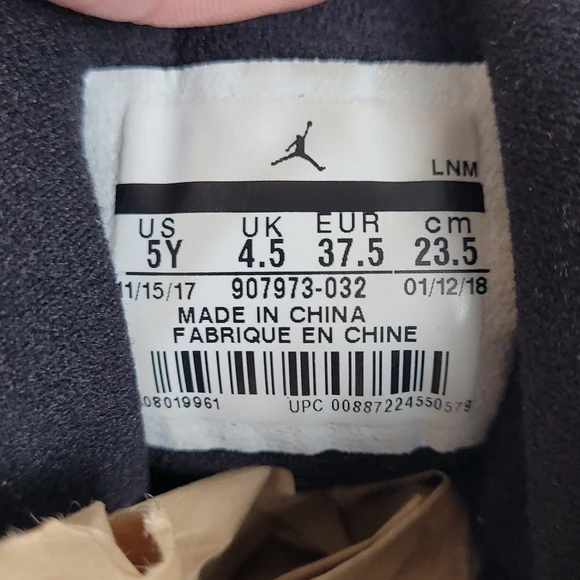 LNM
US UK EUR cm
5Y 4.5 37.5 23.5
11/15/17 907973-032 01/12/18
MADE IN CHINA
FABRIQUE EN CHINE
08019961 UPC 00887224550579